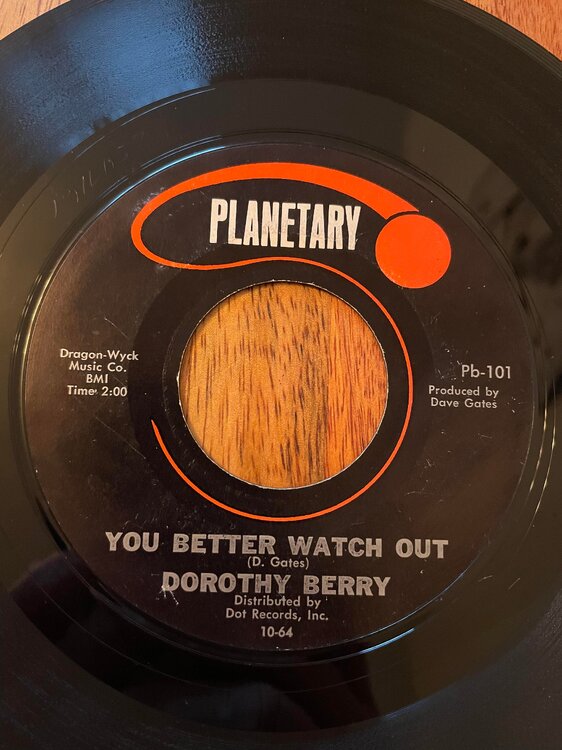 PLANETARY
Dragon-Wyck
Music Co.
BMI
Time: 2:00
Pb-101
Produced by
Dave Gates
YOU BETTER WATCH OUT
(D. Gates)
DOROTHY BERRY
Distributed by
Dot Records, Inc.
10-64